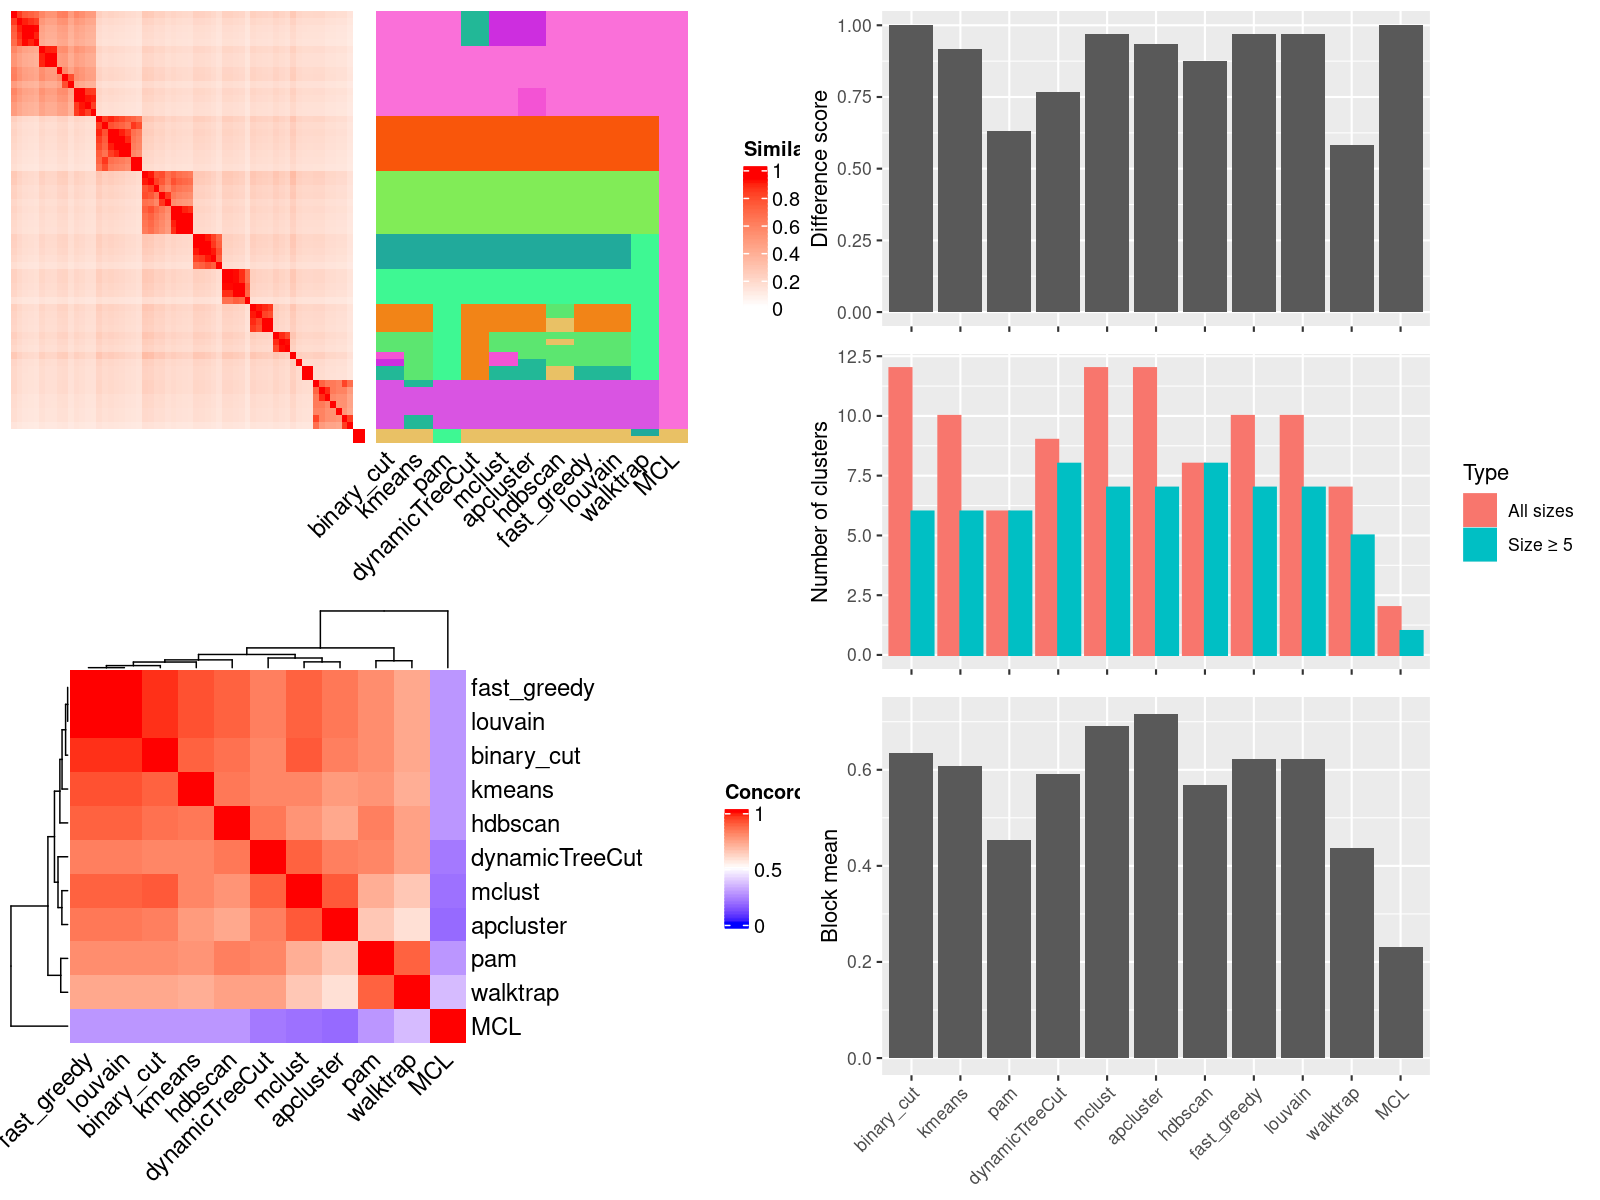 Simila
1
0.8
0.6
0.4
0.2
0
binary_cut
kmeans
pam
dynamicTreeCut
mclust
apcluster
hdbscan
fast_greedy
louvain
walktrap
MCL
fast_greedy
louvain
binary_cut
kmeans
hdbscan
dynamicTreeCut
mclust
apcluster
pam
walktrap
MCL
Concord
1
0.5
0
fast_greedy
louvain
binary_cut
kmeans
hdbscan
dynamicTreeCut
mclust
apcluster
pam
walktrap
MCL
Difference score
1.00
0.75
0.50
0.25
0.00
Number of clusters
12.5
10.0
7.5
5.0
2.5
0.0
Type
All sizes
Size ≥ 5
Block mean
0.6
0.4
0.2
0.0
binary_cut
kmeans
pam
dynamicTreeCut
mclust
apcluster
hdbscan
fast_greedy
louvain
walktrap
MCL